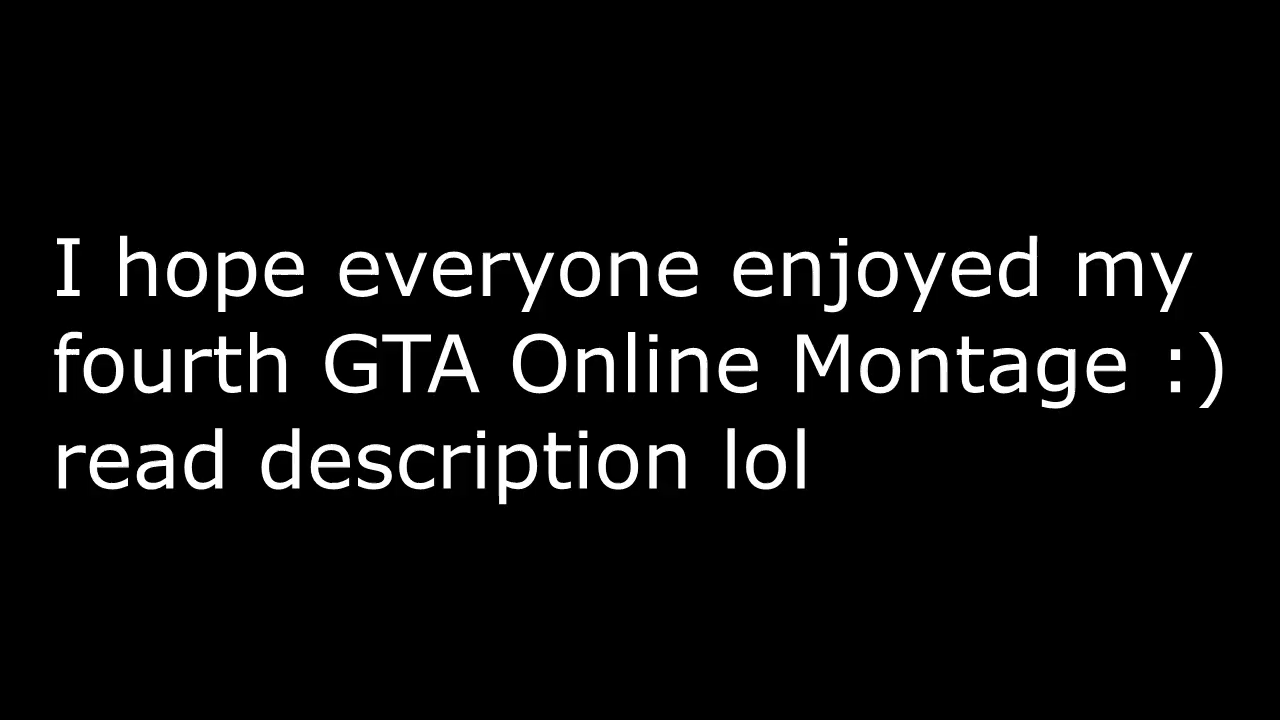 I hope everyone enjoyed my
fourth GTA Online Montage :)
read description lol